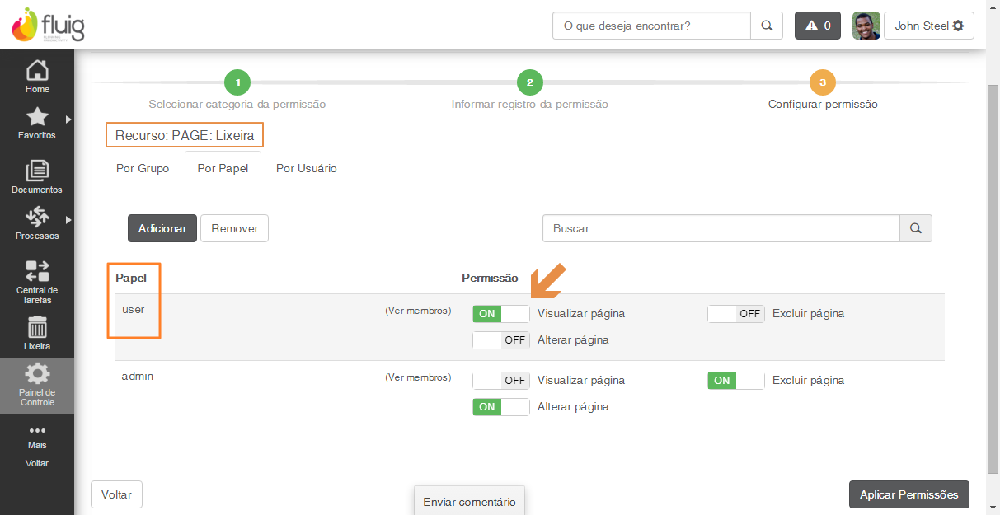 fluig
O que deseja encontrar?
0
John Steel
Home
Favoritos
Documentos
Processos
Central de
Tarefas
Lixeira
Painel de
Controle
Mais
Voltar
1 2 3
Selecionar categoria da permissão Informar registro da permissão Configurar permissão
Recurso: PAGE: Lixeira
Por Grupo Por Papel Por Usuário
Adicionar Remover Buscar
Papel Permissão
user (Ver membros) ON Visualizar página OFF Excluir página
OFF Alterar página
admin (Ver membros) OFF Visualizar página ON Excluir página
ON Alterar página
Voltar Enviar comentário Aplicar Permissões